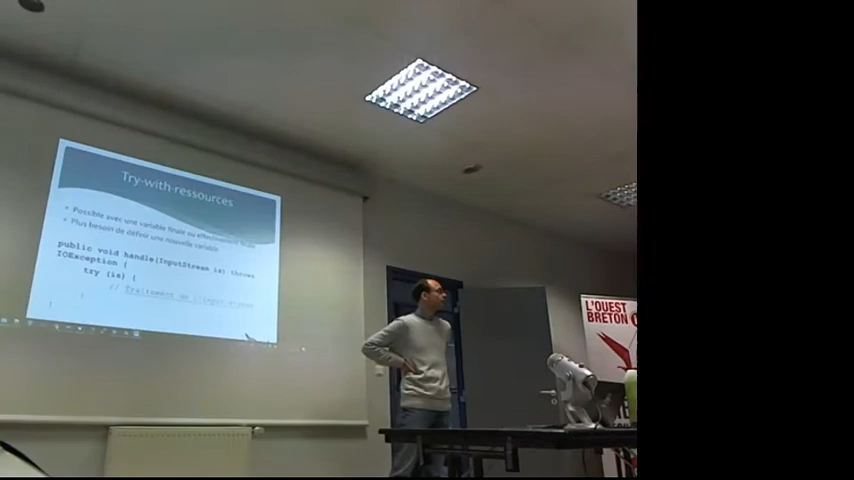 Try-with-ressources
• Possible avec une variable finale ou effectivement finale
• Plus besoin de définir une nouvelle variable
public void handle(InputStream is) throws
IOException {
try (is) {
// Traitement de l'input stream
}
L'OUEST
BRETON